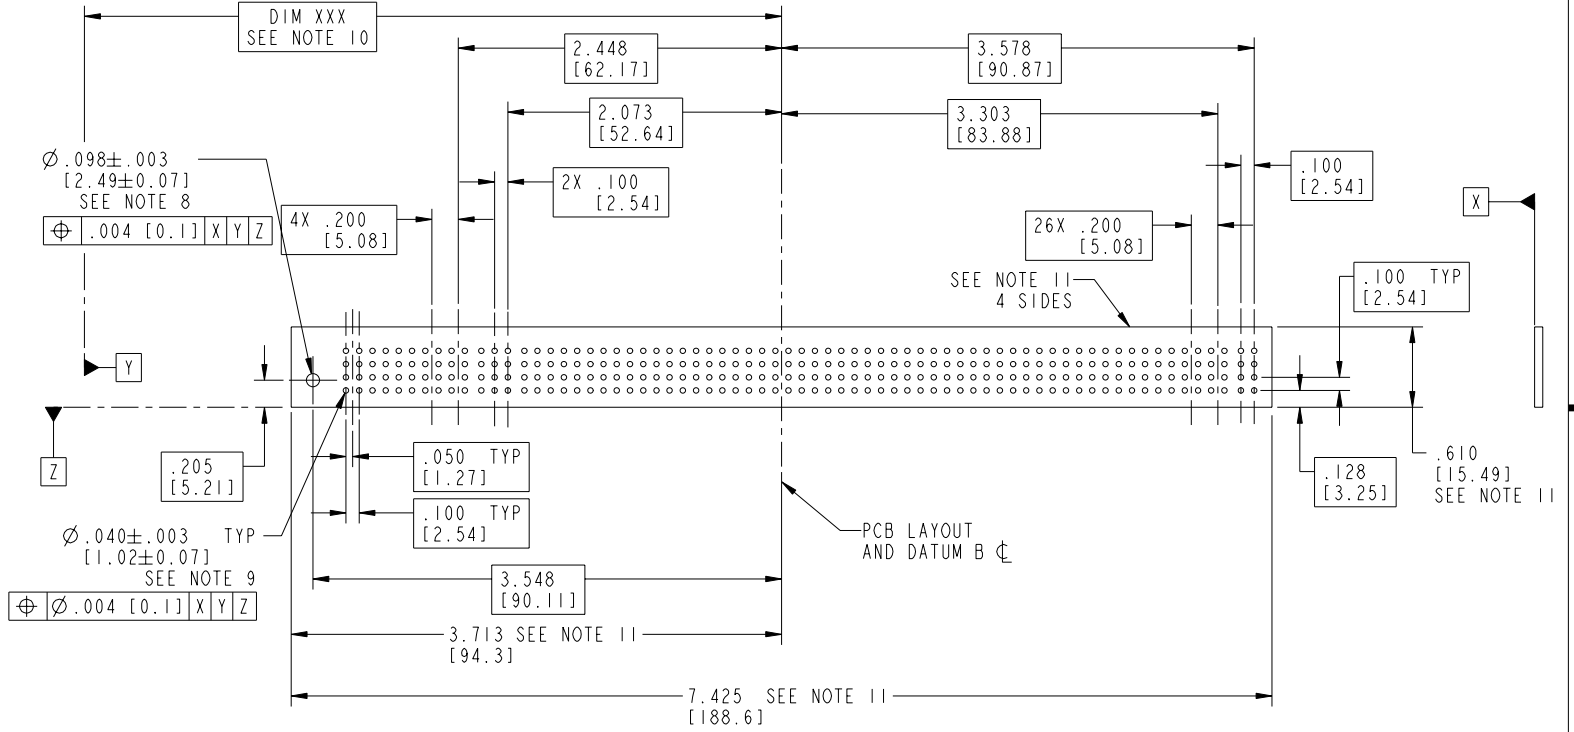 DIM XXX
SEE NOTE 10
2.448
[62.17]
3.578
[90.87]
2.073
[52.64]
3.303
[83.88]
Ø .098±.003
[2.49±0.07]
SEE NOTE 8
⌖ .004 [0.1] X Y Z
4X .200
[5.08]
2X .100
[2.54]
26X .200
[5.08]
.100
[2.54]
X
SEE NOTE 11
4 SIDES
.100 TYP
[2.54]
Y
Z
.205
[5.21]
.050 TYP
[1.27]
.100 TYP
[2.54]
.128
[3.25]
.610
[15.49]
SEE NOTE 11
Ø .040±.003 TYP
[1.02±0.07]
SEE NOTE 9
⌖ Ø .004 [0.1] X Y Z
PCB LAYOUT
AND DATUM B ℄
3.548
[90.11]
3.713 SEE NOTE 11
[94.3]
7.425 SEE NOTE 11
[188.6]